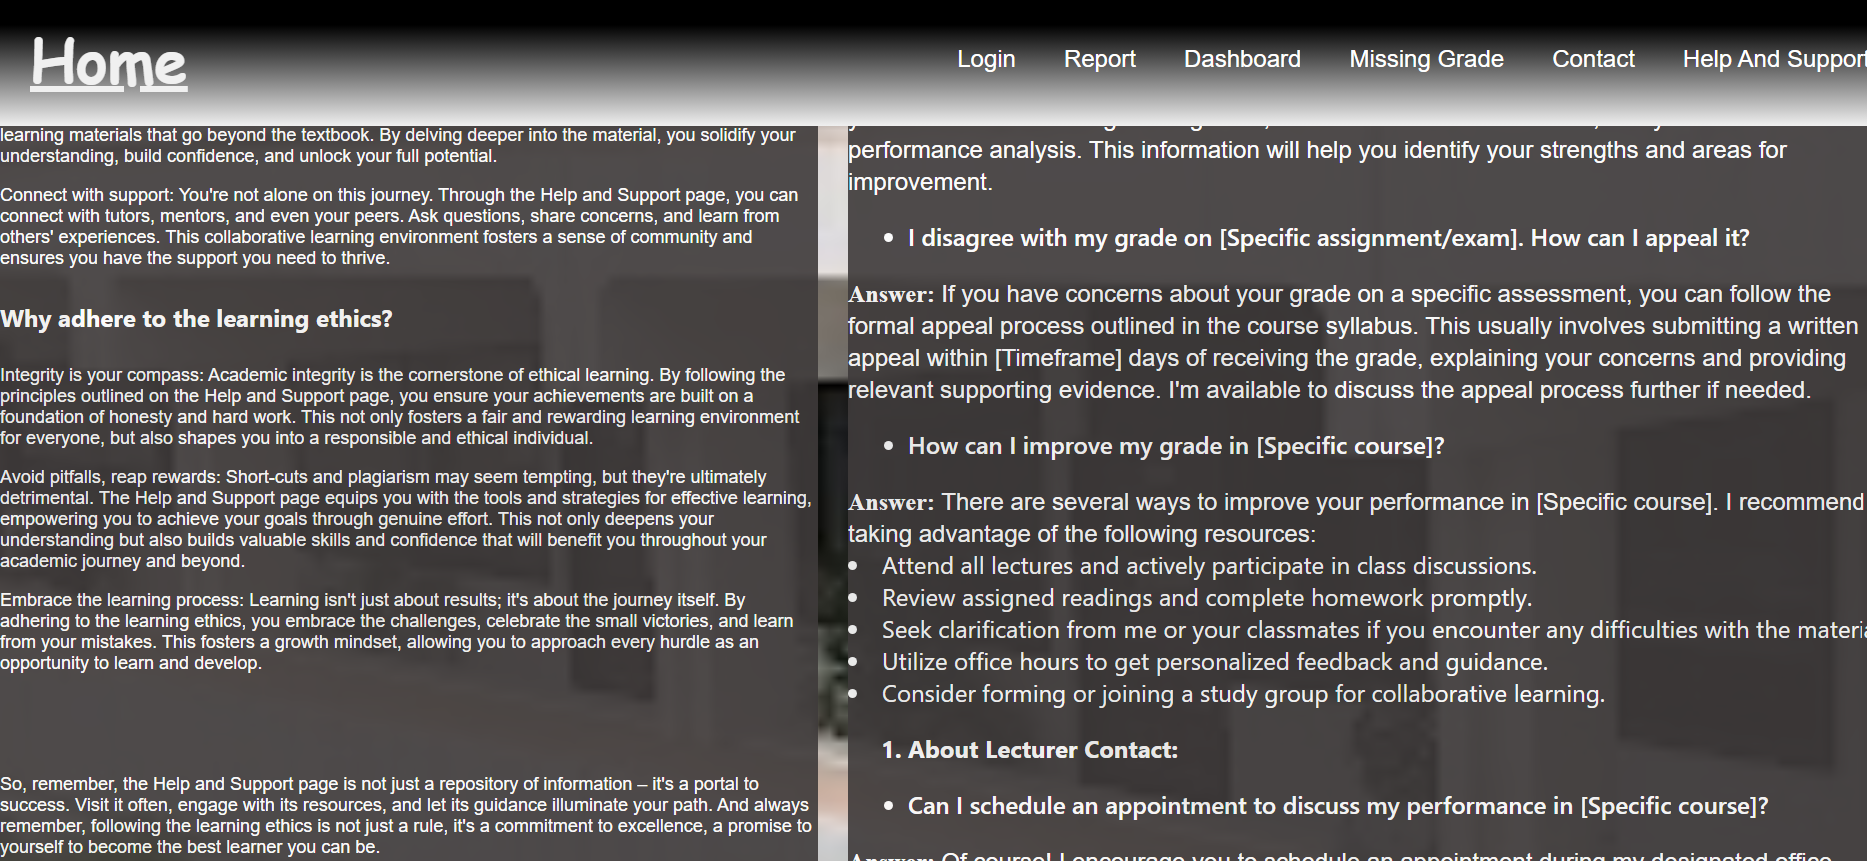 Home
Login Report Dashboard Missing Grade Contact Help And Support
learning materials that go beyond the textbook. By delving deeper into the material, you solidify your
understanding, build confidence, and unlock your full potential.
Connect with support: You're not alone on this journey. Through the Help and Support page, you can
connect with tutors, mentors, and even your peers. Ask questions, share concerns, and learn from
others' experiences. This collaborative learning environment fosters a sense of community and
ensures you have the support you need to thrive.
Why adhere to the learning ethics?
Integrity is your compass: Academic integrity is the cornerstone of ethical learning. By following the
principles outlined on the Help and Support page, you ensure your achievements are built on a
foundation of honesty and hard work. This not only fosters a fair and rewarding learning environment
for everyone, but also shapes you into a responsible and ethical individual.
Avoid pitfalls, reap rewards: Short-cuts and plagiarism may seem tempting, but they're ultimately
detrimental. The Help and Support page equips you with the tools and strategies for effective learning,
empowering you to achieve your goals through genuine effort. This not only deepens your
understanding but also builds valuable skills and confidence that will benefit you throughout your
academic journey and beyond.
Embrace the learning process: Learning isn't just about results; it's about the journey itself. By
adhering to the learning ethics, you embrace the challenges, celebrate the small victories, and learn
from your mistakes. This fosters a growth mindset, allowing you to approach every hurdle as an
opportunity to learn and develop.
So, remember, the Help and Support page is not just a repository of information – it's a portal to
success. Visit it often, engage with its resources, and let its guidance illuminate your path. And always
remember, following the learning ethics is not just a rule, it's a commitment to excellence, a promise to
yourself to become the best learner you can be.
performance analysis. This information will help you identify your strengths and areas for
improvement.
• I disagree with my grade on [Specific assignment/exam]. How can I appeal it?
Answer: If you have concerns about your grade on a specific assessment, you can follow the
formal appeal process outlined in the course syllabus. This usually involves submitting a written
appeal within [Timeframe] days of receiving the grade, explaining your concerns and providing
relevant supporting evidence. I'm available to discuss the appeal process further if needed.
• How can I improve my grade in [Specific course]?
Answer: There are several ways to improve your performance in [Specific course]. I recommend
taking advantage of the following resources:
• Attend all lectures and actively participate in class discussions.
• Review assigned readings and complete homework promptly.
• Seek clarification from me or your classmates if you encounter any difficulties with the materia
• Utilize office hours to get personalized feedback and guidance.
• Consider forming or joining a study group for collaborative learning.
1. About Lecturer Contact:
• Can I schedule an appointment to discuss my performance in [Specific course]?
Answer: Of course! I encourage you to schedule an appointment during my designated office